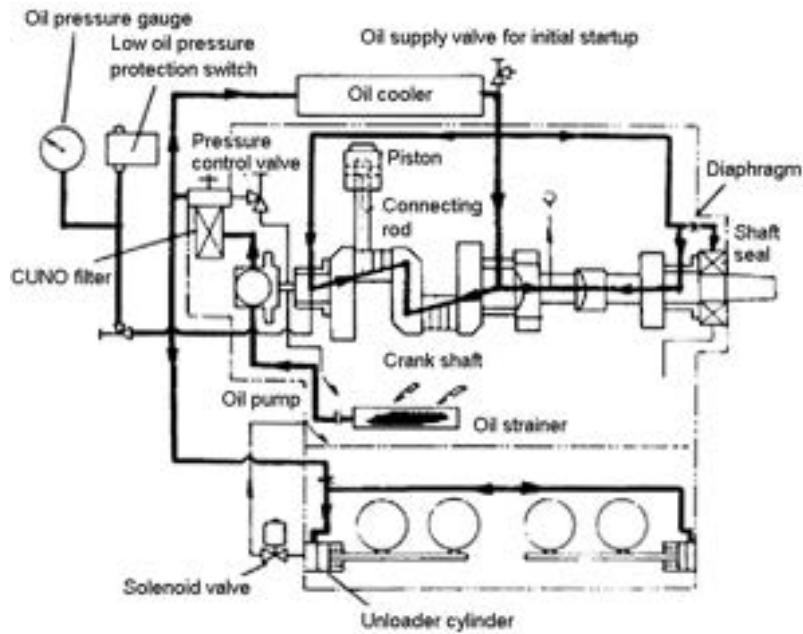 Oil pressure gauge
Low oil pressure
protection switch
Oil supply valve for initial startup
Oil cooler
Pressure
control valve
Piston
Diaphragm
Connecting
rod
Shaft
seal
CUNO filter
Crank shaft
Oil pump
Oil strainer
Solenoid valve
Unloader cylinder